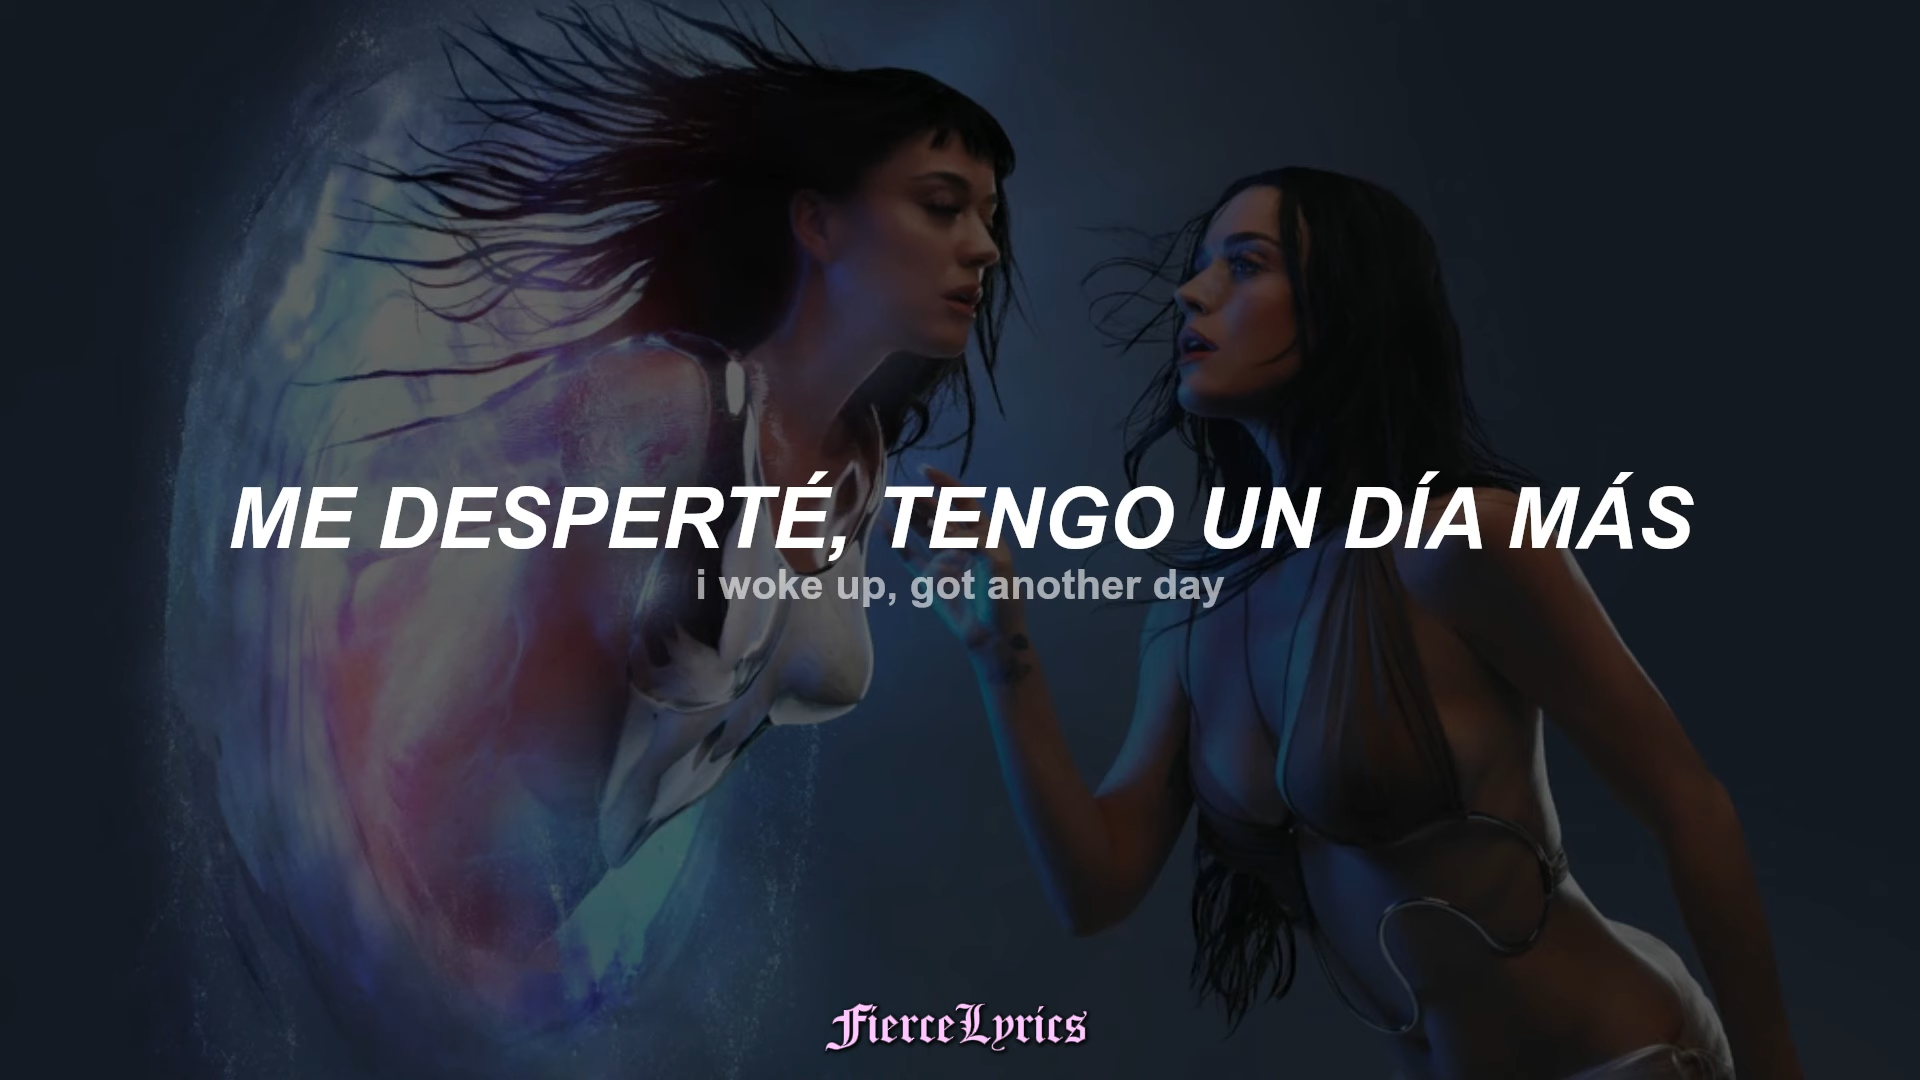 ME DESPERTÉ, TENGO UN DÍA MÁS
i woke up, got another day
FierceLyrics